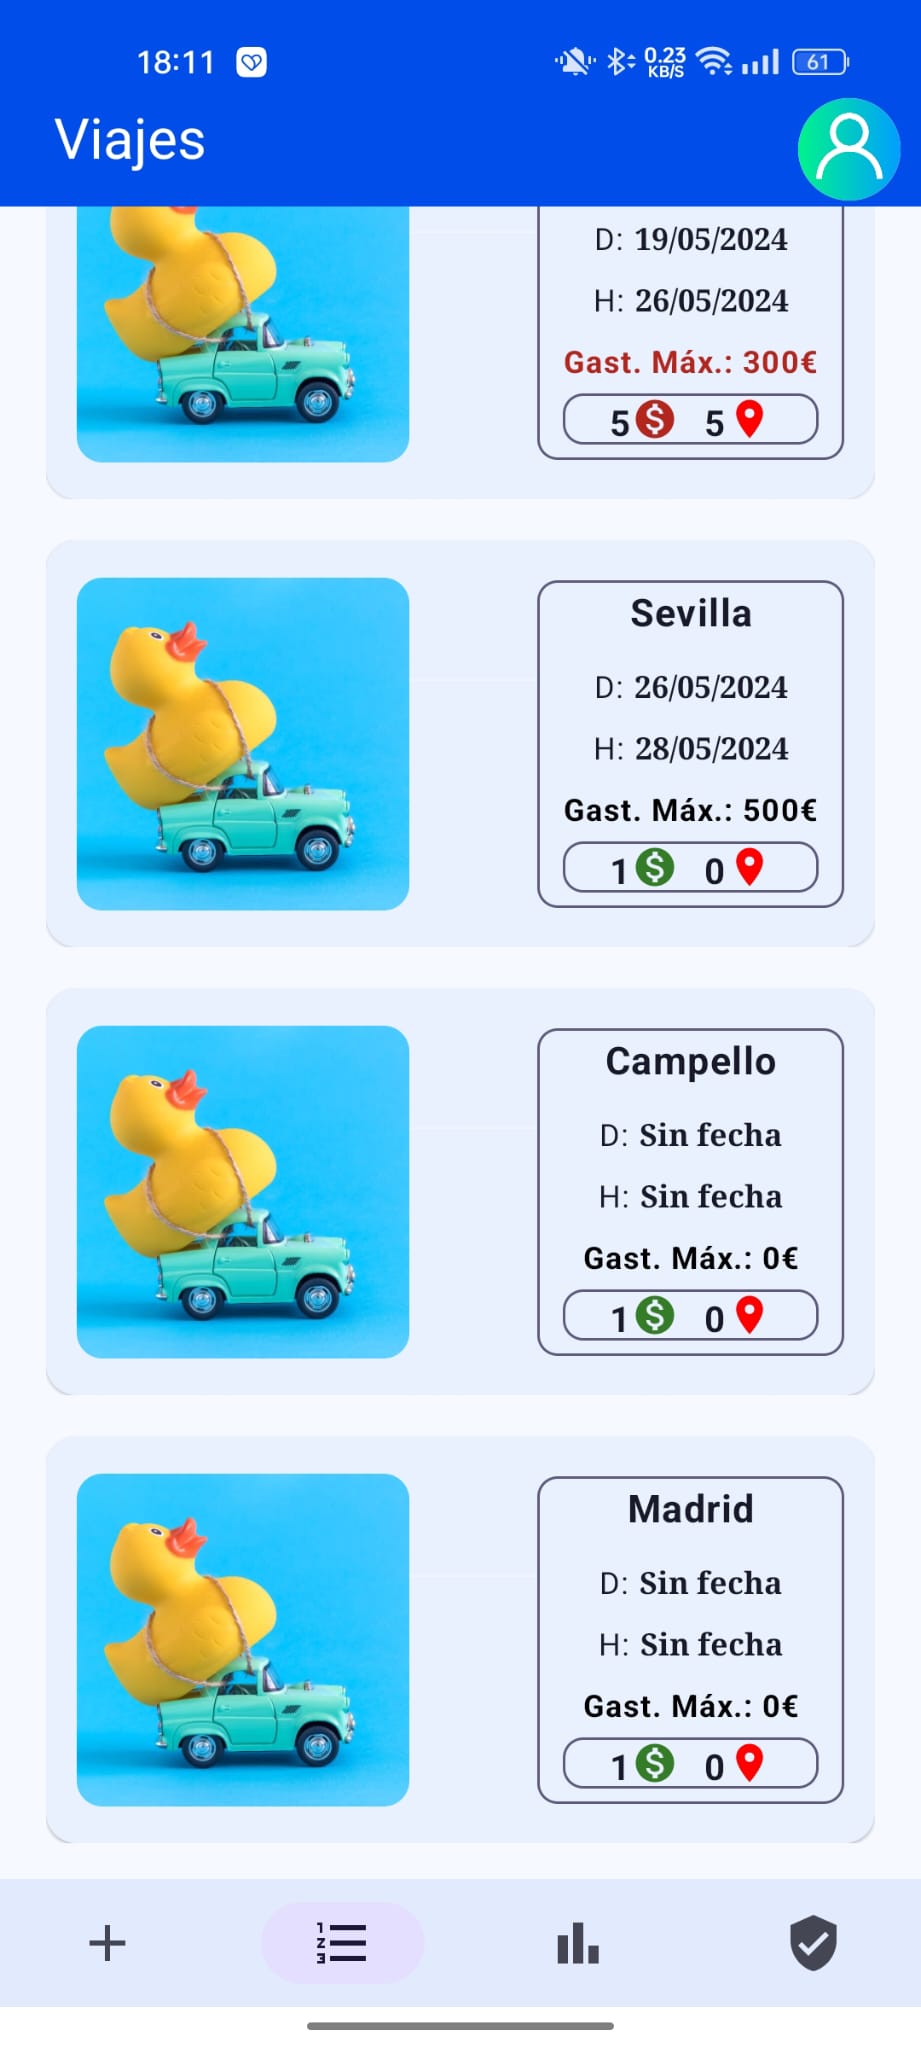 18:11 0.23 KB/S 61
Viajes
D: 19/05/2024
H: 26/05/2024
Gast. Máx.: 300€
5 $ 5
Sevilla
D: 26/05/2024
H: 28/05/2024
Gast. Máx.: 500€
1 $ 0
Campello
D: Sin fecha
H: Sin fecha
Gast. Máx.: 0€
1 $ 0
Madrid
D: Sin fecha
H: Sin fecha
Gast. Máx.: 0€
1 $ 0